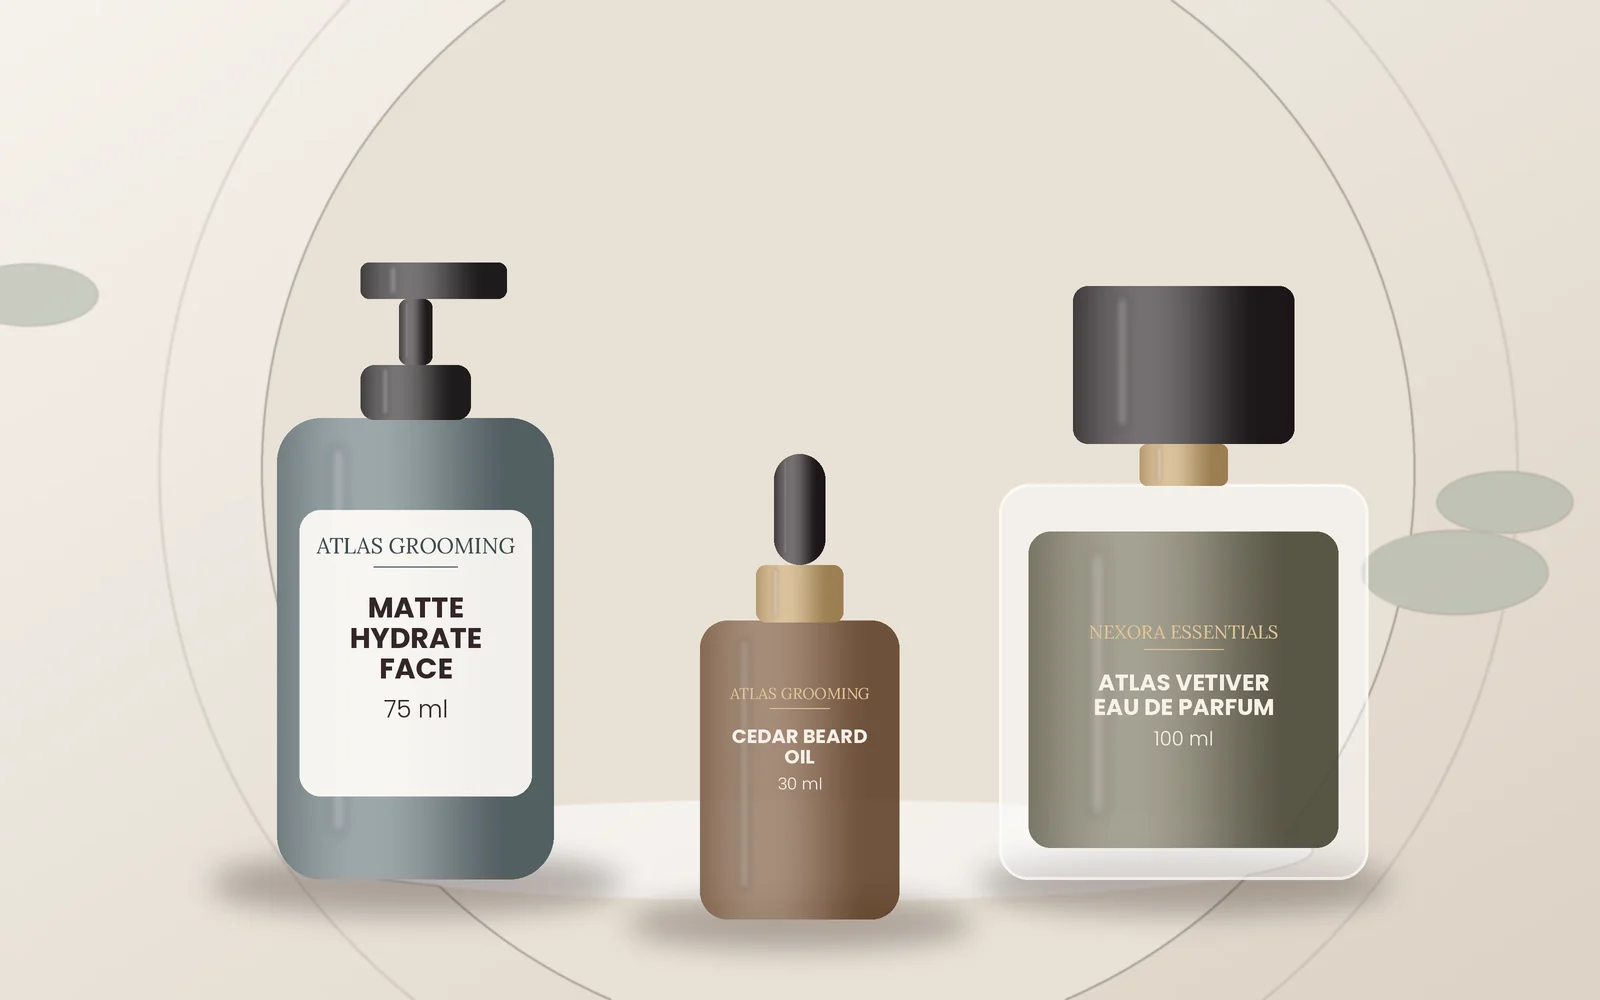 ATLAS GROOMING
MATTE
HYDRATE
FACE
75 ml
ATLAS GROOMING
CEDAR BEARD
OIL
30 ml
NEXORA ESSENTIALS
ATLAS VETIVER
EAU DE PARFUM
100 ml